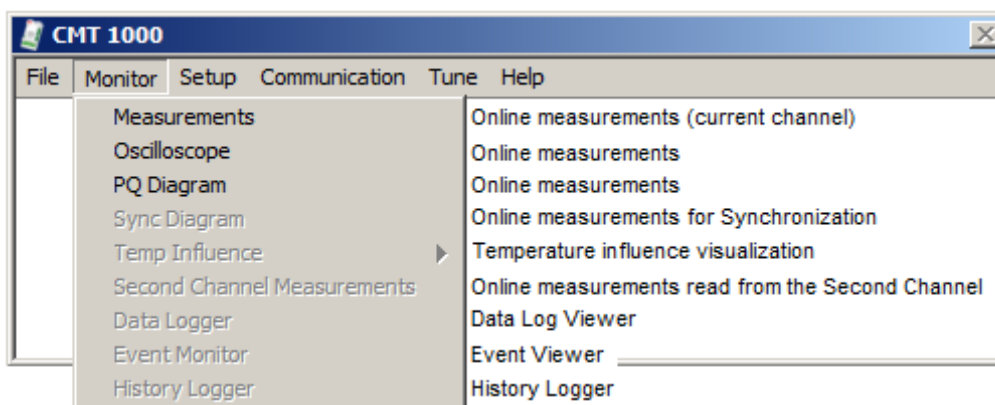 CMT 1000
File Monitor Setup Communication Tune Help
Measurements Online measurements (current channel)
Oscilloscope Online measurements
PQ Diagram Online measurements
Sync Diagram Online measurements for Synchronization
Temp Influence Temperature influence visualization
Second Channel Measurements Online measurements read from the Second Channel
Data Logger Data Log Viewer
Event Monitor Event Viewer
History Logger History Logger